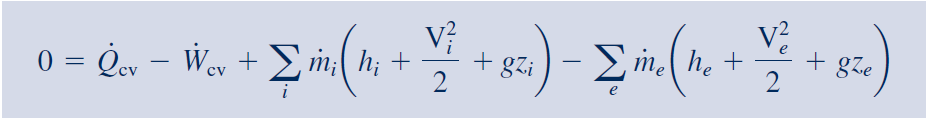 0 = Q̇cv − Ẇcv + ∑i ṁi(hi + Vi²/2 + gzi) − ∑e ṁe(he + Ve²/2 + gze)